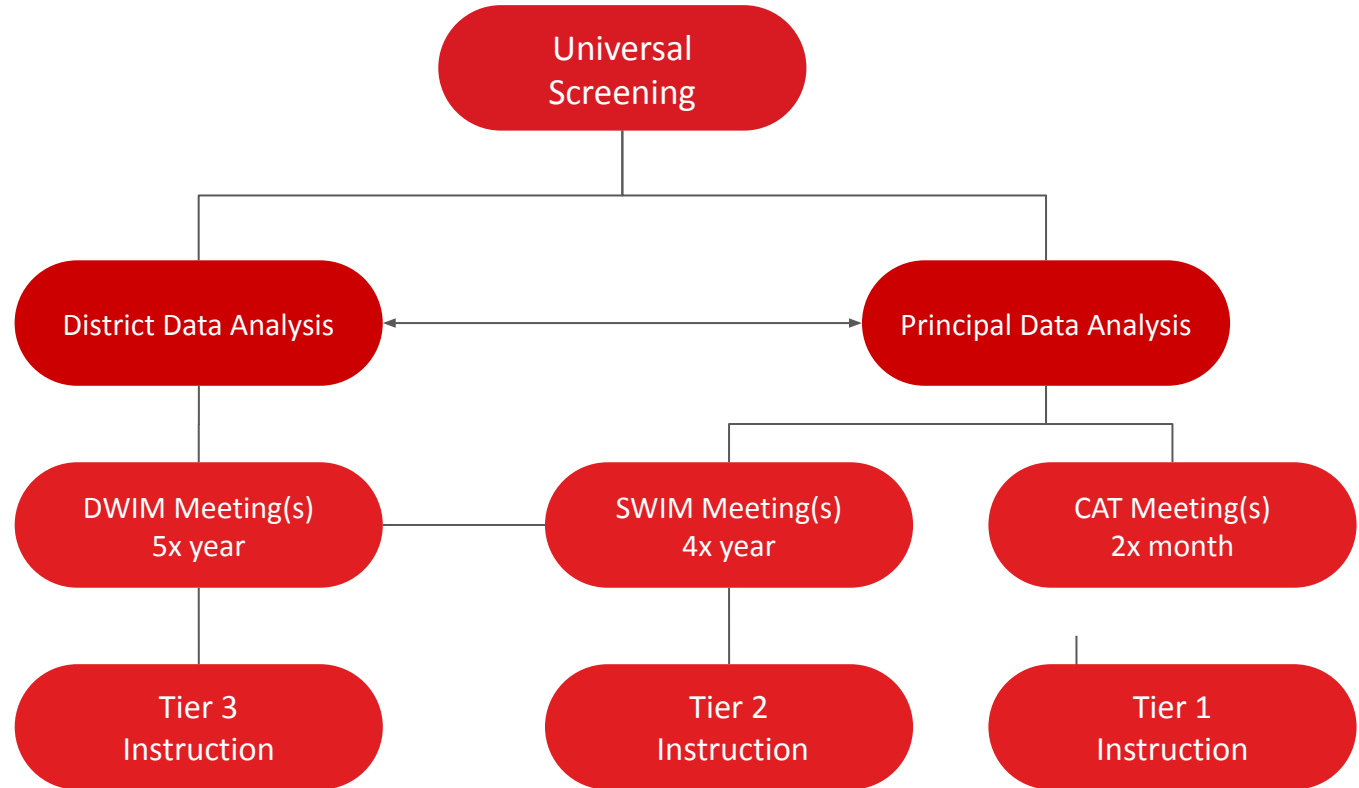 Universal
Screening
District Data Analysis
Principal Data Analysis
DWIM Meeting(s)
5x year
SWIM Meeting(s)
4x year
CAT Meeting(s)
2x month
Tier 3
Instruction
Tier 2
Instruction
Tier 1
Instruction